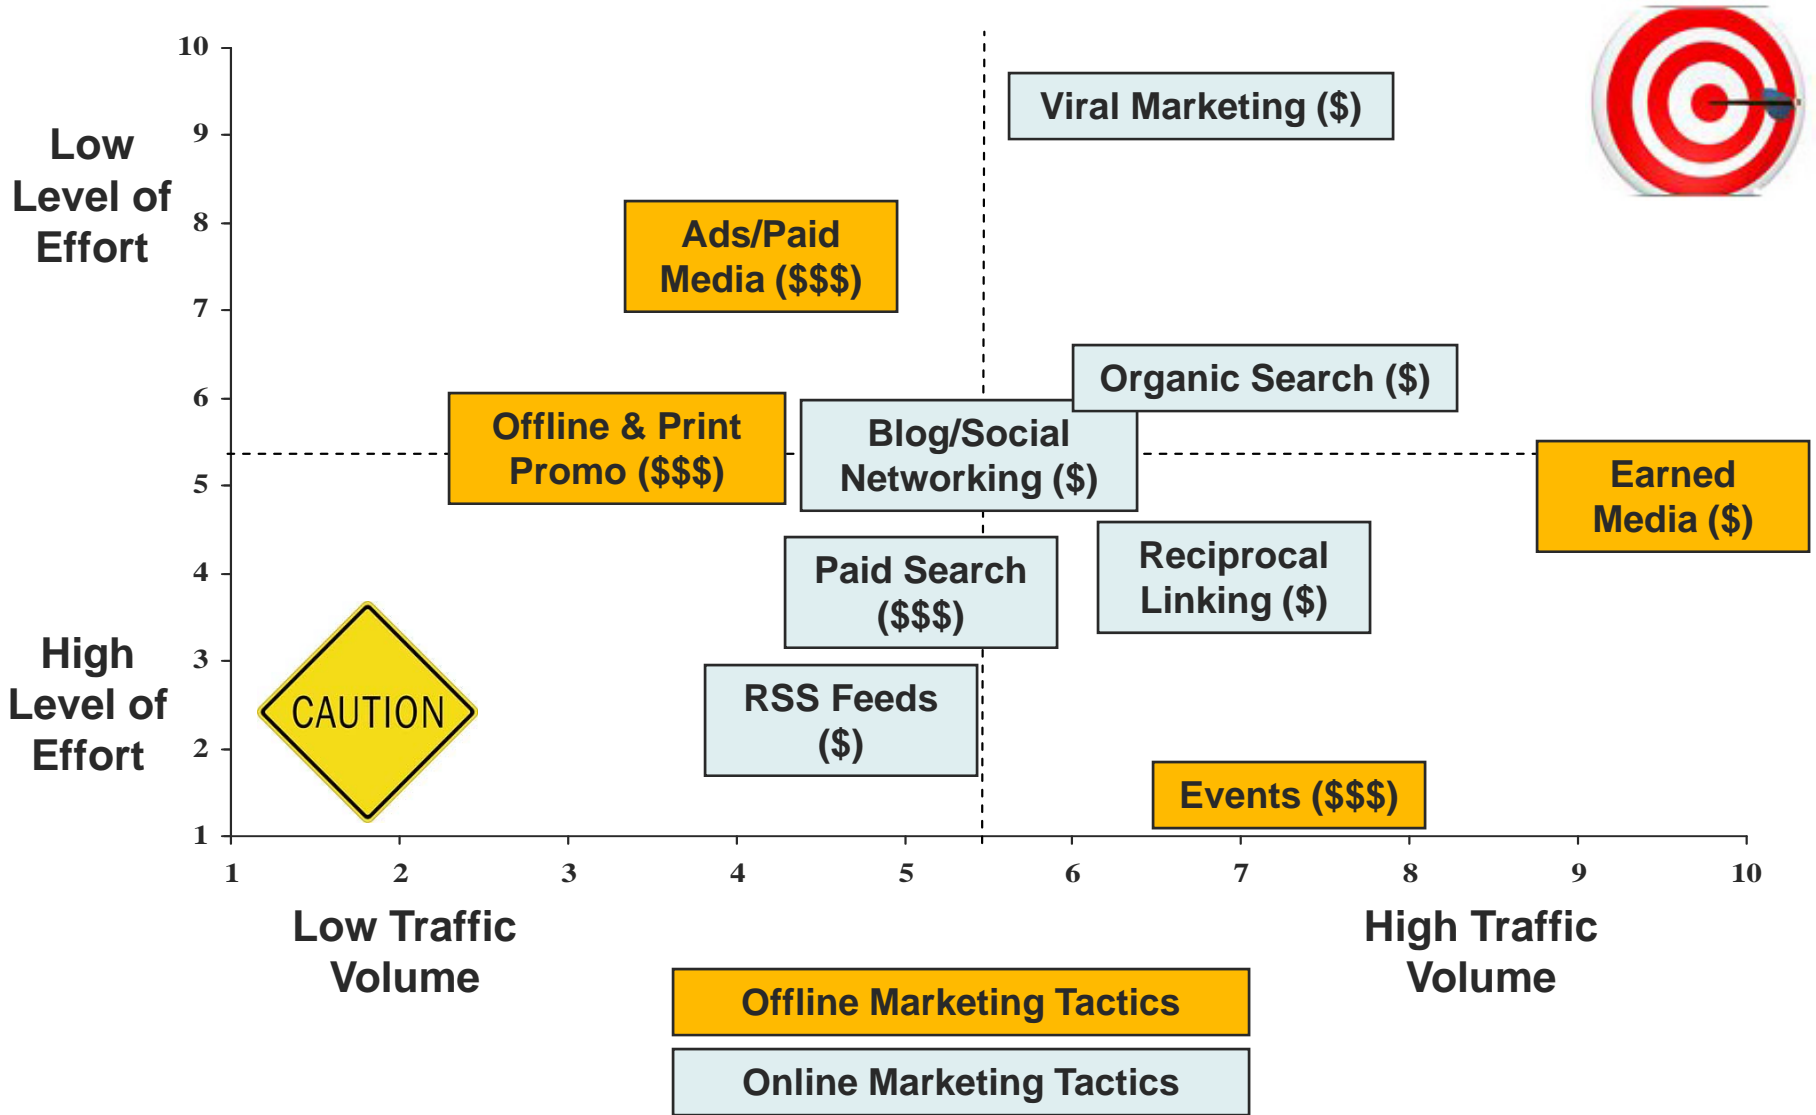 10
9
8
7
6
5
4
3
2
1
Low
Level of
Effort
High
Level of
Effort
Viral Marketing ($)
Ads/Paid
Media ($$$)
Organic Search ($)
Offline & Print
Promo ($$$)
Blog/Social
Networking ($)
Earned
Media ($)
Paid Search
($$$)
Reciprocal
Linking ($)
CAUTION
RSS Feeds
($)
Events ($$$)
1 2 3 4 5 6 7 8 9 10
Low Traffic
Volume
High Traffic
Volume
Offline Marketing Tactics
Online Marketing Tactics